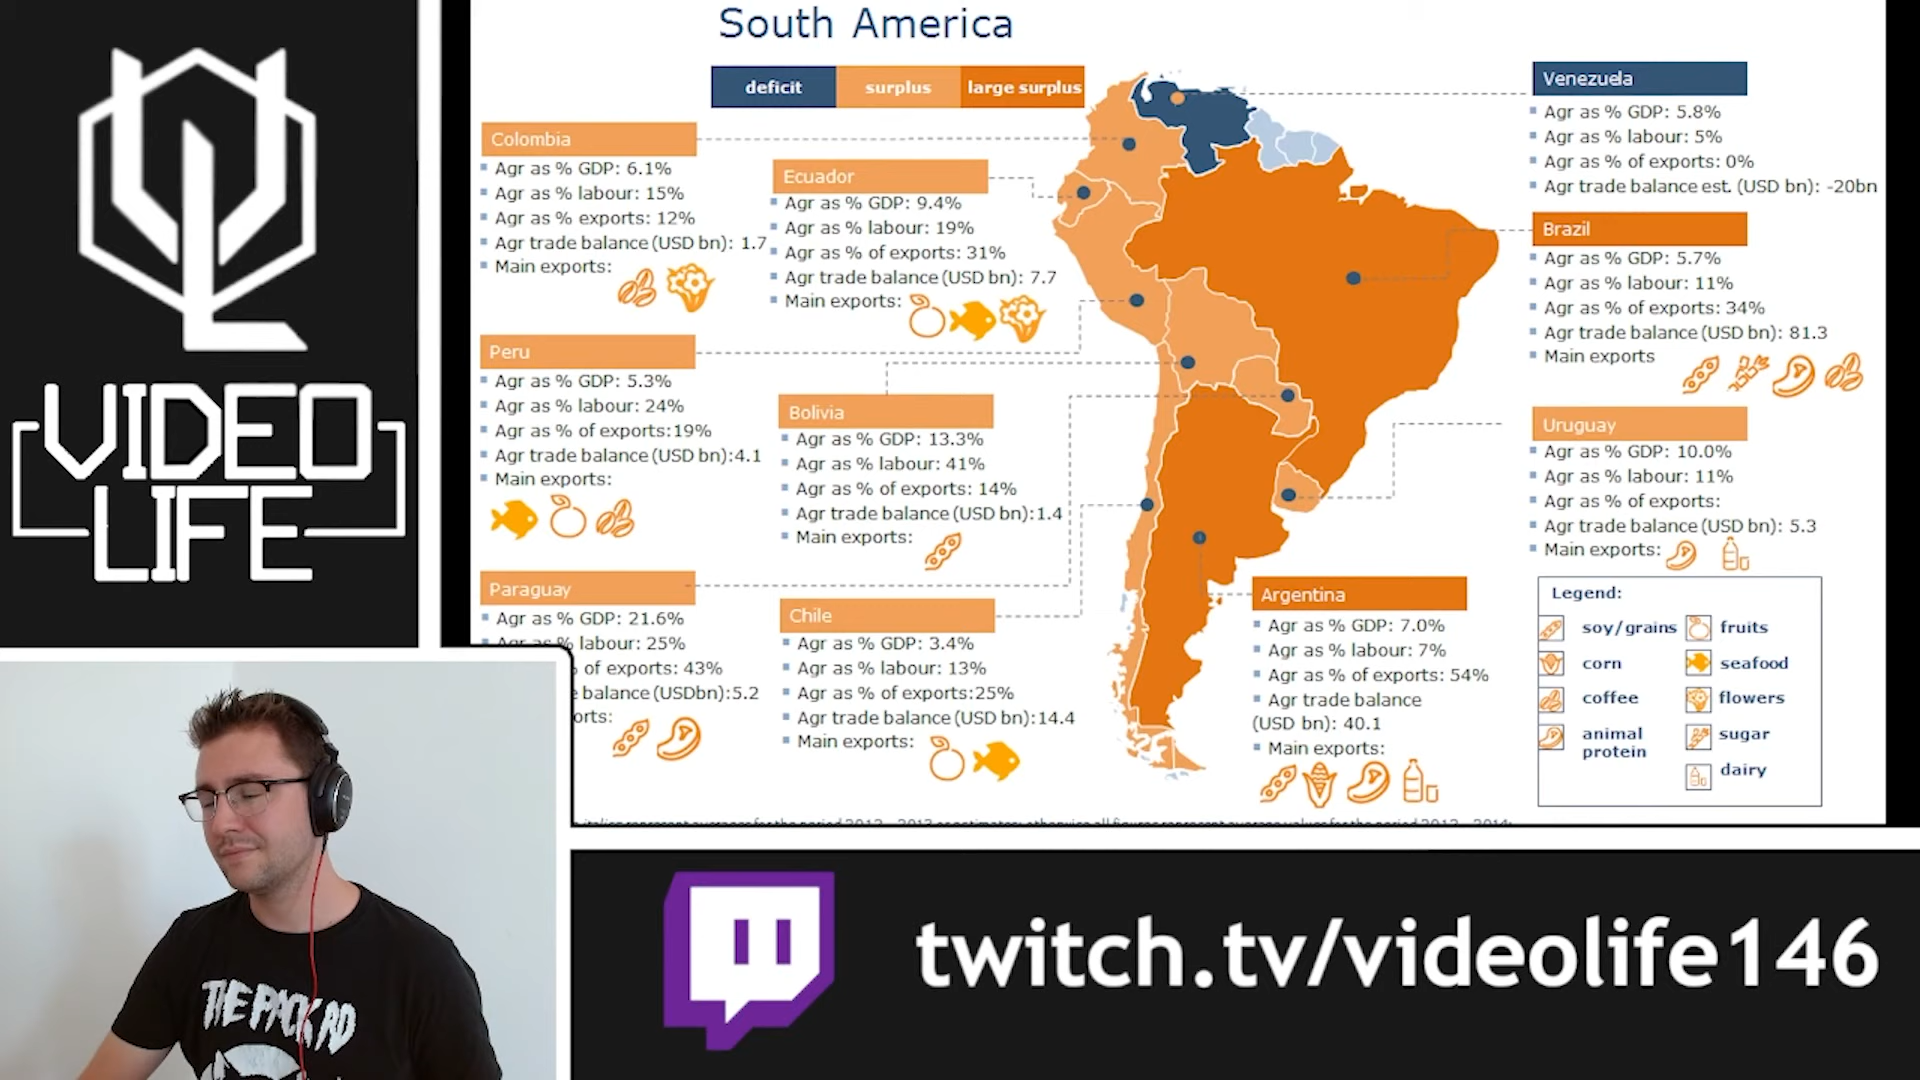 VIDEO
LIFE
South America
deficit
surplus
large surplus
Colombia
Agr as % GDP: 6.1%
Agr as % labour: 15%
Agr as % exports: 12%
Agr trade balance (USD bn): 1.7
Main exports:
Ecuador
Agr as % GDP: 9.4%
Agr as % labour: 19%
Agr as % of exports: 31%
Agr trade balance (USD bn): 7.7
Main exports:
Peru
Agr as % GDP: 5.3%
Agr as % labour: 24%
Agr as % of exports:19%
Agr trade balance (USD bn):4.1
Main exports:
Bolivia
Agr as % GDP: 13.3%
Agr as % labour: 41%
Agr as % of exports: 14%
Agr trade balance (USD bn):1.4
Main exports:
Paraguay
Agr as % GDP: 21.6%
Agr as % labour: 25%
of exports: 43%
balance (USDbn):5.2
orts:
Chile
Agr as % GDP: 3.4%
Agr as % labour: 13%
Agr as % of exports:25%
Agr trade balance (USD bn):14.4
Main exports:
Venezuela
Agr as % GDP: 5.8%
Agr as % labour: 5%
Agr as % of exports: 0%
Agr trade balance est. (USD bn): -20bn
Brazil
Agr as % GDP: 5.7%
Agr as % labour: 11%
Agr as % of exports: 34%
Agr trade balance (USD bn): 81.3
Main exports
Uruguay
Agr as % GDP: 10.0%
Agr as % labour: 11%
Agr as % of exports:
Agr trade balance (USD bn): 5.3
Main exports:
Argentina
Agr as % GDP: 7.0%
Agr as % labour: 7%
Agr as % of exports: 54%
Agr trade balance
(USD bn): 40.1
Main exports:
Legend:
soy/grains
fruits
corn
seafood
coffee
flowers
animal
protein
sugar
dairy
THE PACK AD
twitch.tv/videolife146